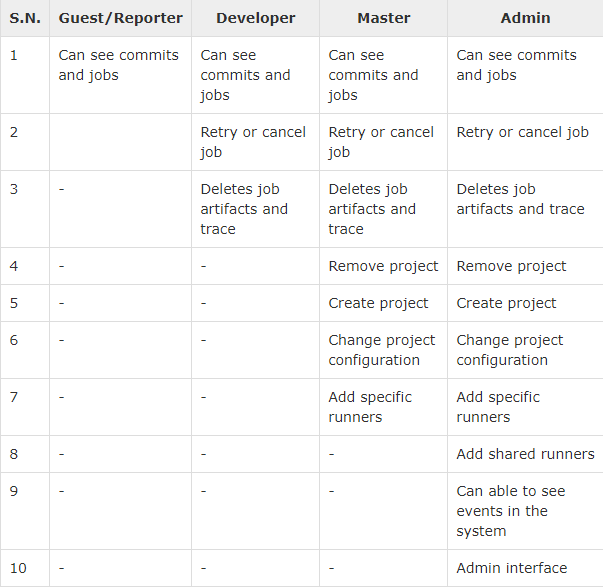 S.N. Guest/Reporter Developer Master Admin
1 Can see commits and jobs Can see commits and jobs Can see commits and jobs Can see commits and jobs
2 Retry or cancel job Retry or cancel job Retry or cancel job
3 - Deletes job artifacts and trace Deletes job artifacts and trace Deletes job artifacts and trace
4 - - Remove project Remove project
5 - - Create project Create project
6 - - Change project configuration Change project configuration
7 - - Add specific runners Add specific runners
8 - - - Add shared runners
9 - - - Can able to see events in the system
10 - - - Admin interface